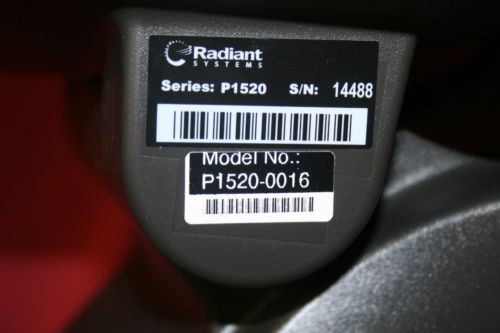 Radiant
SYSTEMS
Series: P1520 S/N: 14488
Model No.:
P1520-0016